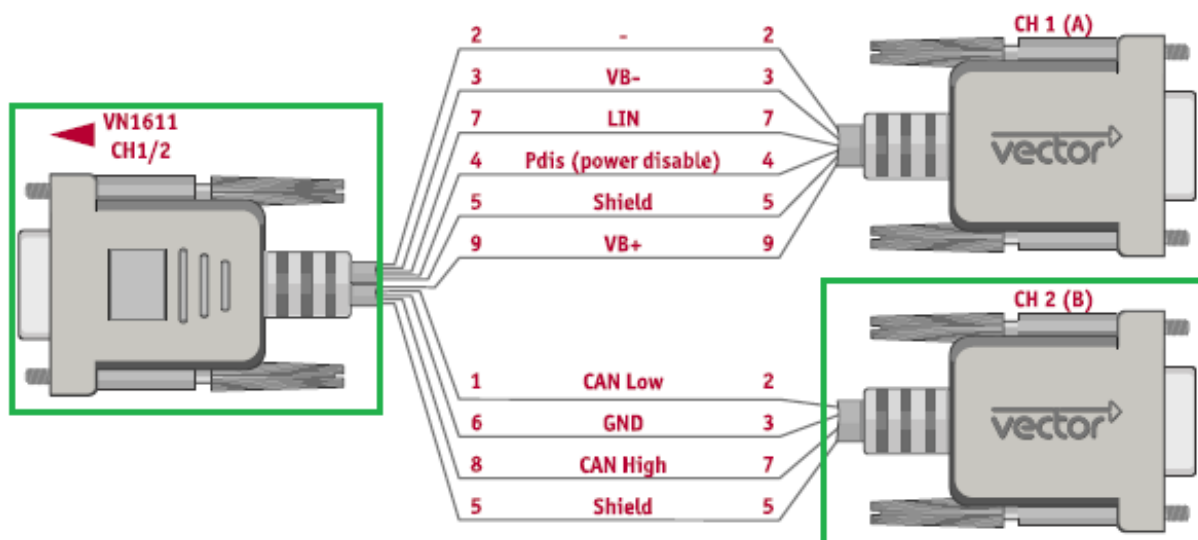 CH 1 (A)
2 - 2
3 VB- 3
VN1611
CH1/2
7 LIN 7
vector
4 Pdis (power disable) 4
5 Shield 5
9 VB+ 9
CH 2 (B)
1 CAN Low 2
6 GND 3
vector
8 CAN High 7
5 Shield 5